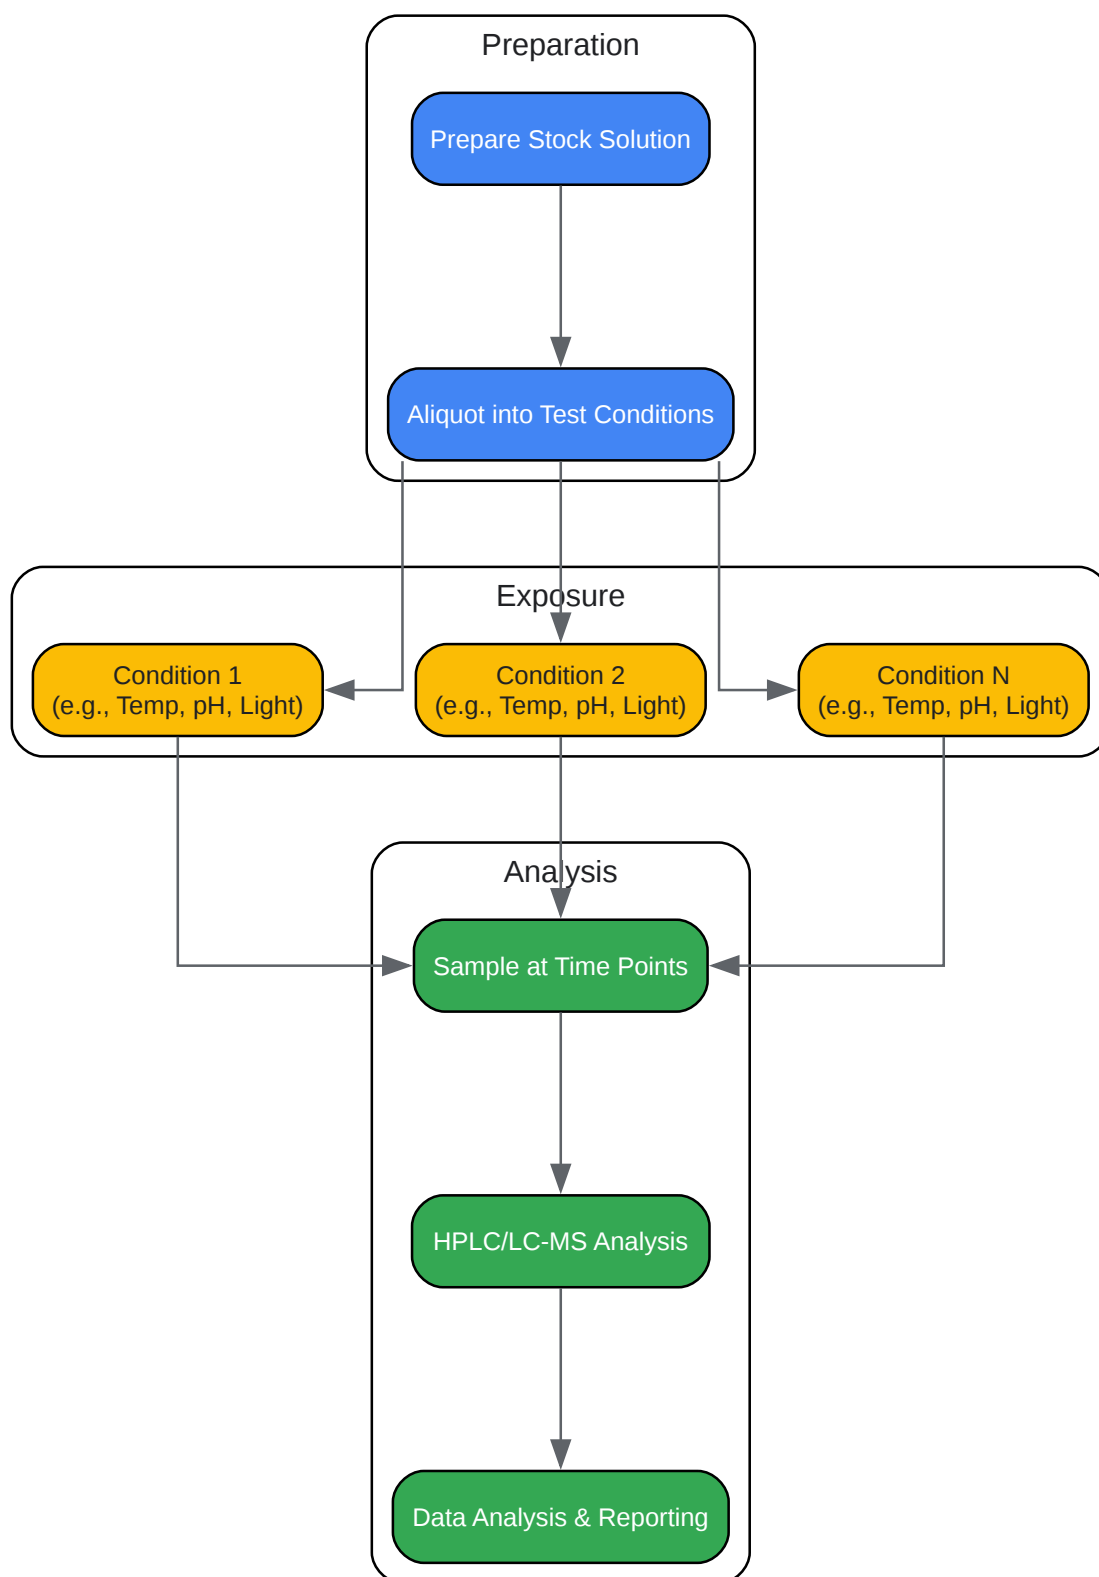 Preparation
Prepare Stock Solution
Aliquot into Test Conditions
Exposure
Condition 1
(e.g., Temp, pH, Light)
Condition 2
(e.g., Temp, pH, Light)
Condition N
(e.g., Temp, pH, Light)
Analysis
Sample at Time Points
HPLC/LC-MS Analysis
Data Analysis & Reporting